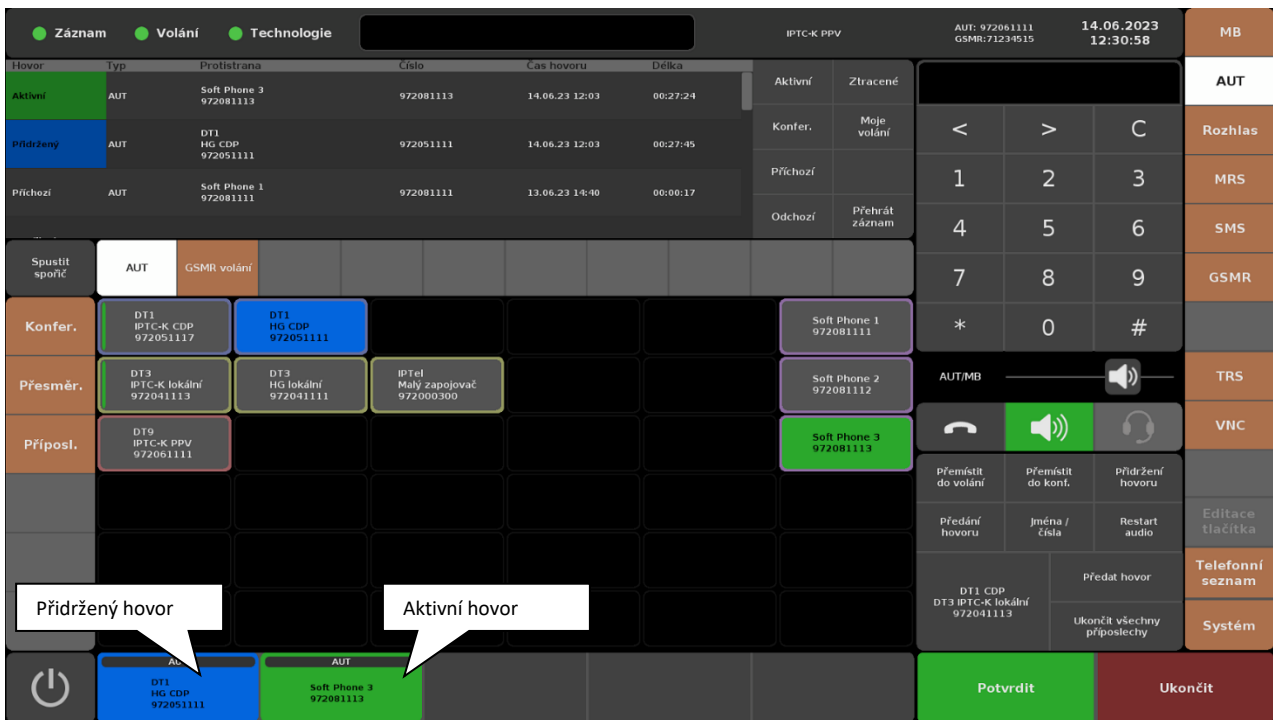 Záznam
Volání
Technologie
IPTC-K PPV
AUT: 972061111
GSMR:71234515
14.06.2023
12:30:58
MB
Hovor Typ Protistrana Číslo Čas hovoru Délka
Aktivní AUT Soft Phone 3
972081113
972081113 14.06.23 12:03 00:27:24
Přidržený AUT DT1
HG CDP
972051111
972051111 14.06.23 12:03 00:27:45
Příchozí AUT Soft Phone 1
972081111
972081111 13.06.23 14:40 00:00:17
Aktivní Ztracené
Konfer. Moje
volání
Příchozí
Odchozí Přehrát
záznam
< > C
1 2 3
4 5 6
7 8 9
* 0 #
AUT
Rozhlas
MRS
SMS
GSMR
TRS
VNC
Editace
tlačítka
Telefonní
seznam
Systém
Spustit
spořič
AUT
GSMR volání
Konfer.
DT1
IPTC-K CDP
972051117
DT1
HG CDP
972051111
Soft Phone 1
972081111
Přesměr.
DT3
IPTC-K lokální
972041113
DT3
HG lokální
972041111
IPTel
Malý zapojovač
972000300
Soft Phone 2
972081112
Příposl.
DT9
IPTC-K PPV
972061111
Soft Phone 3
972081113
AUT/MB
Přemístit
do volání
Přemístit
do konf.
Přidržení
hovoru
Předání
hovoru
Jména /
čísla
Restart
audio
DT1 CDP
DT3 IPTC-K lokální
972041113
Předat hovor
Ukončit všechny
příposlechy
Přidržený hovor
Aktivní hovor
DT1
HG CDP
972051111
AUT
Soft Phone 3
972081113
Potvrdit
Ukončit